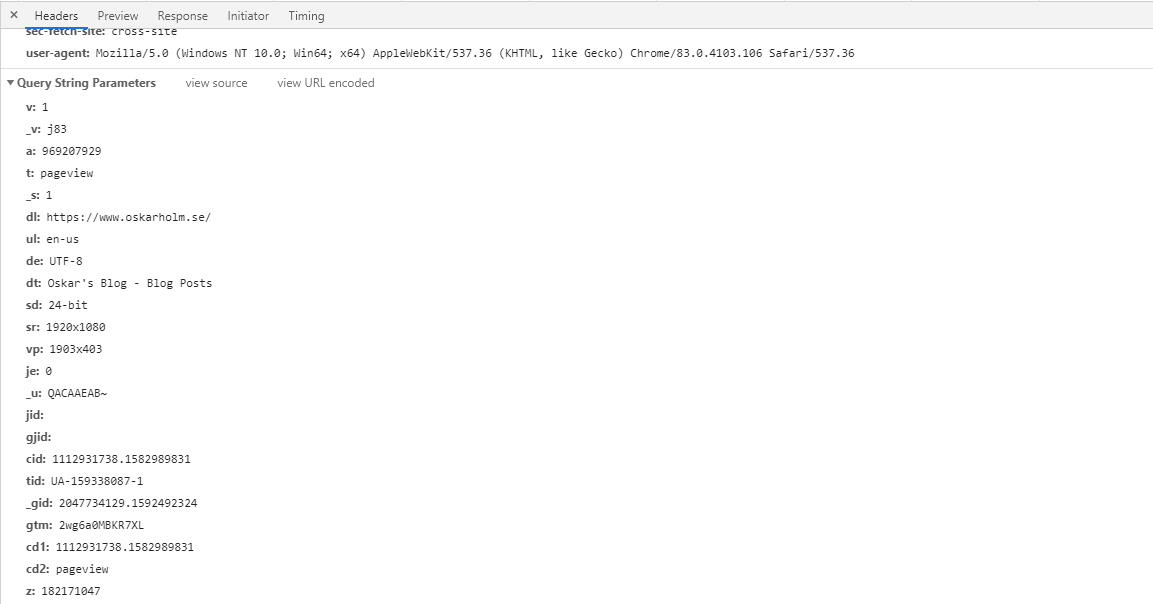 × Headers Preview Response Initiator Timing
sec-fetch-site: cross-site
user-agent: Mozilla/5.0 (Windows NT 10.0; Win64; x64) AppleWebKit/537.36 (KHTML, like Gecko) Chrome/83.0.4103.106 Safari/537.36
▼ Query String Parameters view source view URL encoded
v: 1
_v: j83
a: 969207929
t: pageview
_s: 1
dl: https://www.oskarholm.se/
ul: en-us
de: UTF-8
dt: Oskar's Blog - Blog Posts
sd: 24-bit
sr: 1920x1080
vp: 1903x403
je: 0
_u: QACAAEAB~
jid:
gjid:
cid: 1112931738.1582989831
tid: UA-159338087-1
_gid: 2047734129.1592492324
gtm: 2wg6a0MBKR7XL
cd1: 1112931738.1582989831
cd2: pageview
z: 182171047